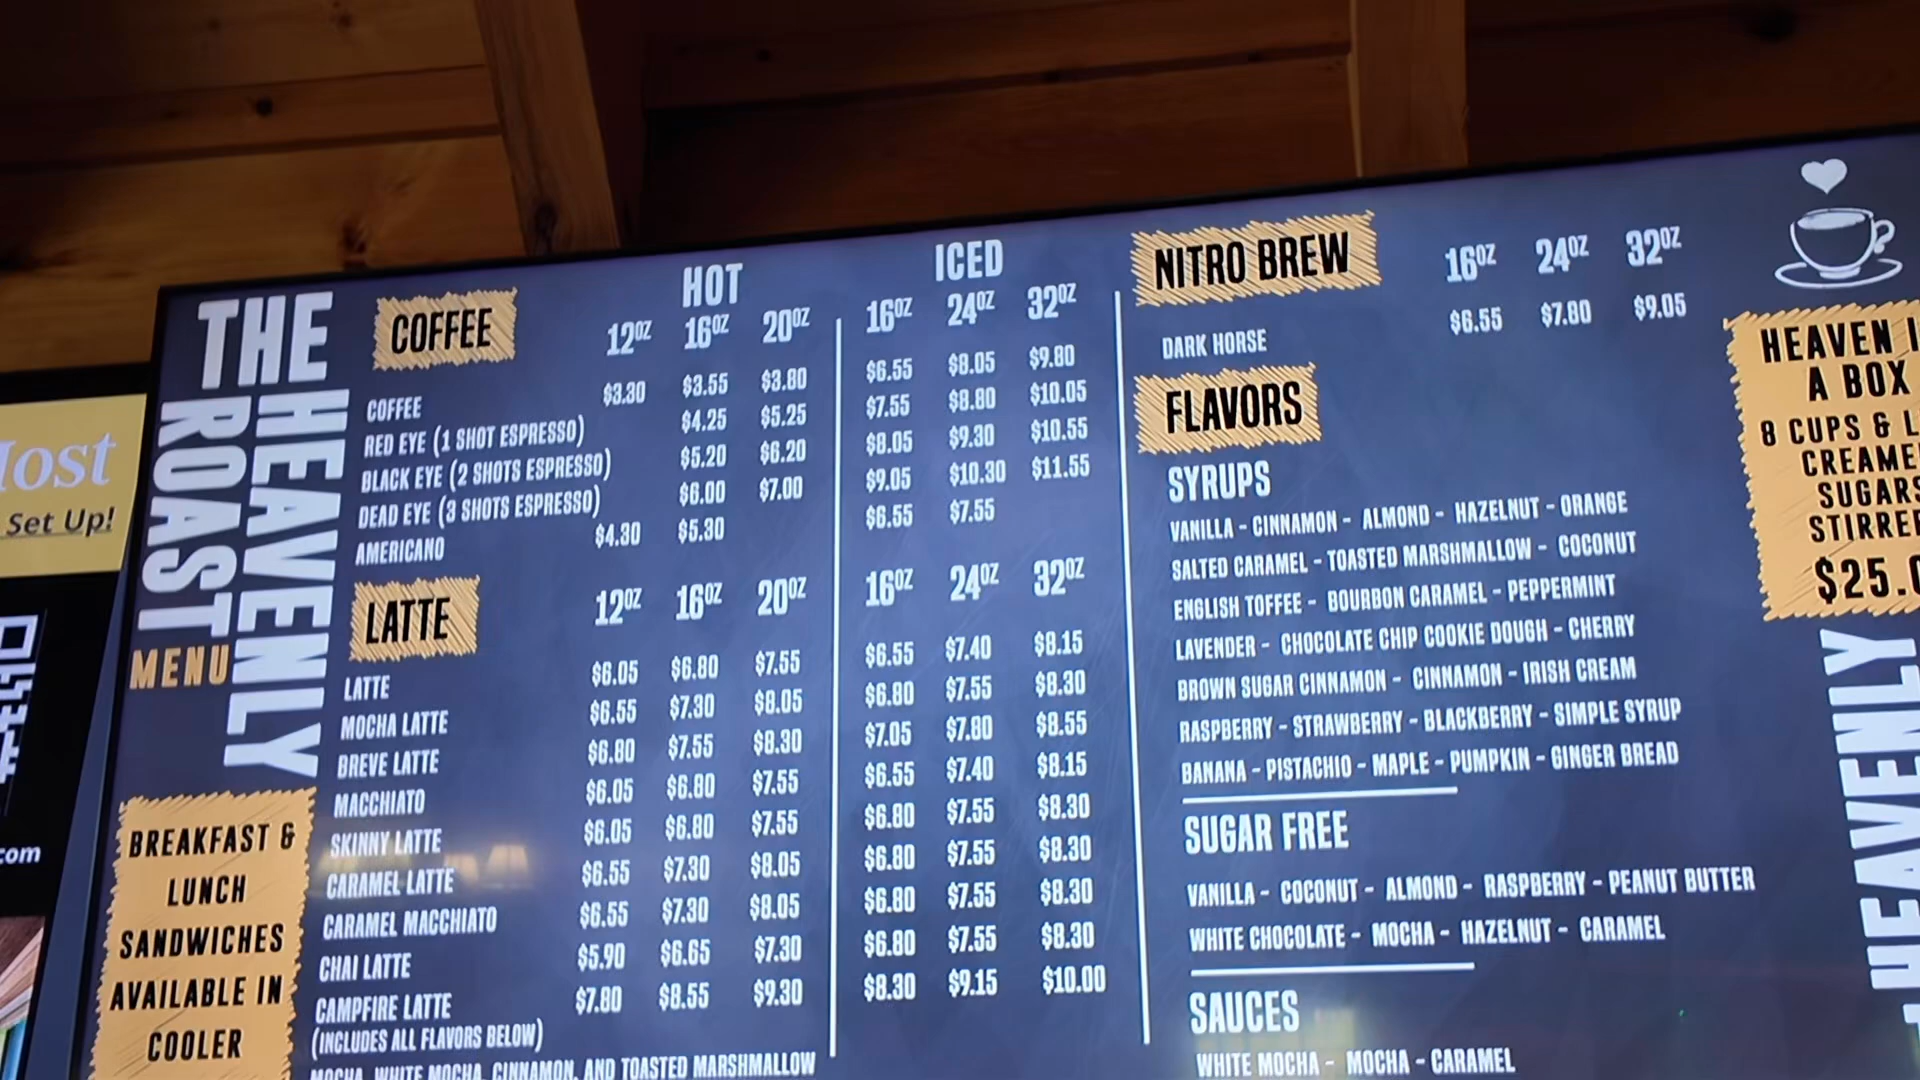 THE HEAVENLY ROAST
MENU
BREAKFAST &
LUNCH
SANDWICHES
AVAILABLE IN
COOLER
Set Up!
HOT ICED
COFFEE 12OZ 16OZ 20OZ 16OZ 24OZ 32OZ
COFFEE $3.30 $3.55 $3.80 $6.55 $8.05 $9.80
RED EYE (1 SHOT ESPRESSO) $4.25 $5.25 $7.55 $8.80 $10.05
BLACK EYE (2 SHOTS ESPRESSO) $5.20 $6.20 $8.05 $9.30 $10.55
DEAD EYE (3 SHOTS ESPRESSO) $6.00 $7.00 $9.05 $10.30 $11.55
AMERICANO $4.30 $5.30 $6.55 $7.55
LATTE 12OZ 16OZ 20OZ 16OZ 24OZ 32OZ
LATTE $6.05 $6.80 $7.55 $6.55 $7.40 $8.15
MOCHA LATTE $6.55 $7.30 $8.05 $6.80 $7.55 $8.30
BREVE LATTE $6.80 $7.55 $8.30 $7.05 $7.80 $8.55
MACCHIATO $6.05 $6.80 $7.55 $6.55 $7.40 $8.15
SKINNY LATTE $6.05 $6.80 $7.55 $6.80 $7.55 $8.30
CARAMEL LATTE $6.55 $7.30 $8.05 $6.80 $7.55 $8.30
CARAMEL MACCHIATO $6.55 $7.30 $8.05 $6.80 $7.55 $8.30
CHAI LATTE $5.90 $6.65 $7.30 $6.80 $7.55 $8.30
CAMPFIRE LATTE $7.80 $8.55 $9.30 $8.30 $9.15 $10.00
(INCLUDES ALL FLAVORS BELOW)
MOCHA, WHITE MOCHA, CINNAMON, AND TOASTED MARSHMALLOW
NITRO BREW 16OZ 24OZ 32OZ
DARK HORSE $6.55 $7.80 $9.05
FLAVORS
SYRUPS
VANILLA - CINNAMON - ALMOND - HAZELNUT - ORANGE
SALTED CARAMEL - TOASTED MARSHMALLOW - COCONUT
ENGLISH TOFFEE - BOURBON CARAMEL - PEPPERMINT
LAVENDER - CHOCOLATE CHIP COOKIE DOUGH - CHERRY
BROWN SUGAR CINNAMON - CINNAMON - IRISH CREAM
RASPBERRY - STRAWBERRY - BLACKBERRY - SIMPLE SYRUP
BANANA - PISTACHIO - MAPLE - PUMPKIN - GINGER BREAD
SUGAR FREE
VANILLA - COCONUT - ALMOND - RASPBERRY - PEANUT BUTTER
WHITE CHOCOLATE - MOCHA - HAZELNUT - CARAMEL
SAUCES
WHITE MOCHA - MOCHA - CARAMEL
HEAVEN
A BOX
8 CUPS &
$25.0
HEAVENLY